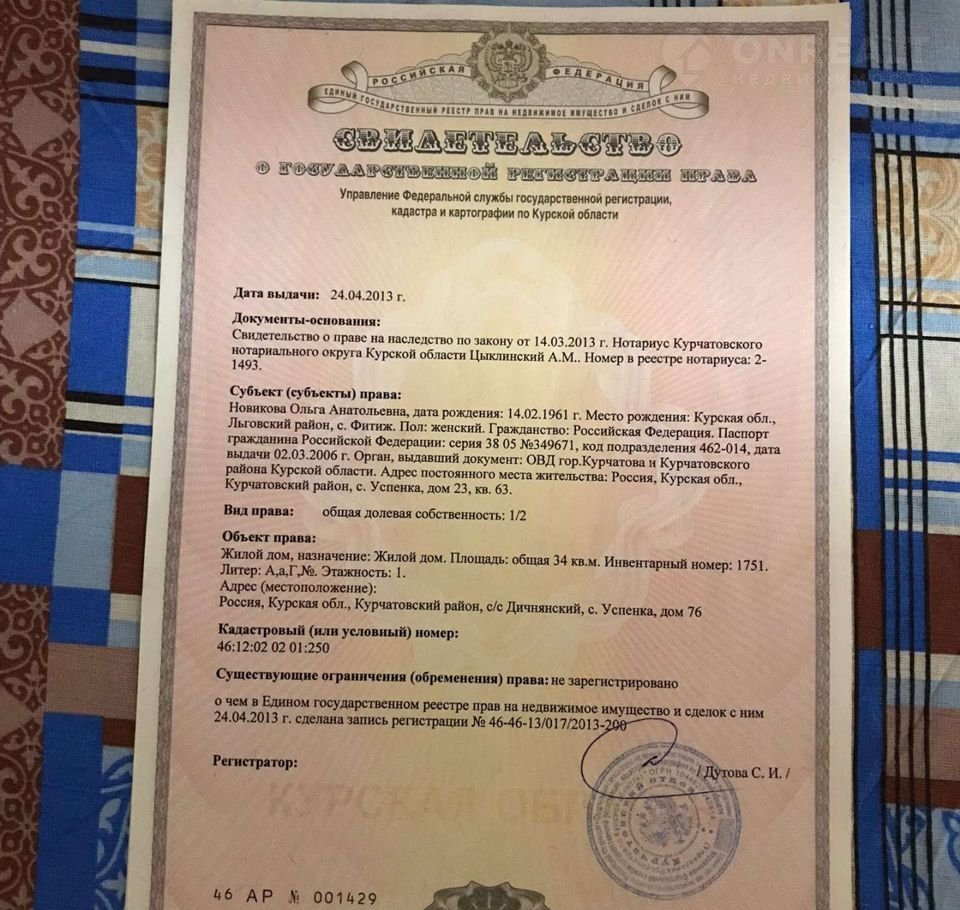 ONREALT
РОССИЙСКАЯ ФЕДЕРАЦИЯ
ЕДИНЫЙ ГОСУДАРСТВЕННЫЙ РЕЕСТР ПРАВ НА НЕДВИЖИМОЕ ИМУЩЕСТВО И СДЕЛОК С НИМ
СВИДЕТЕЛЬСТВО
О ГОСУДАРСТВЕННОЙ РЕГИСТРАЦИИ ПРАВА
Управление Федеральной службы государственной регистрации,
кадастра и картографии по Курской области
Дата выдачи: 24.04.2013 г.
Документы-основания:
Свидетельство о праве на наследство по закону от 14.03.2013 г. Нотариус Курчатовского
нотариального округа Курской области Цыклинский А.М.. Номер в реестре нотариуса: 2-
1493.
Субъект (субъекты) права:
Новикова Ольга Анатольевна, дата рождения: 14.02.1961 г. Место рождения: Курская обл.,
Льговский район, с. Фитиж. Пол: женский. Гражданство: Российская Федерация. Паспорт
гражданина Российской Федерации: серия 38 05 №349671, код подразделения 462-014, дата
выдачи 02.03.2006 г. Орган, выдавший документ: ОВД гор.Курчатова и Курчатовского
района Курской области. Адрес постоянного места жительства: Россия, Курская обл.,
Курчатовский район, с. Успенка, дом 23, кв. 63.
Вид права: общая долевая собственность: 1/2
Объект права:
Жилой дом, назначение: Жилой дом. Площадь: общая 34 кв.м. Инвентарный номер: 1751.
Литер: А,а,Г,№. Этажность: 1.
Адрес (местоположение):
Россия, Курская обл., Курчатовский район, с/с Дичнянский, с. Успенка, дом 76
Кадастровый (или условный) номер:
46:12:02 02 01:250
Существующие ограничения (обременения) права: не зарегистрировано
о чем в Едином государственном реестре прав на недвижимое имущество и сделок с ним
24.04.2013 г. сделана запись регистрации № 46-46-13/017/2013-200
Регистратор:
/ Дутова С. И. /
46 АР № 001429